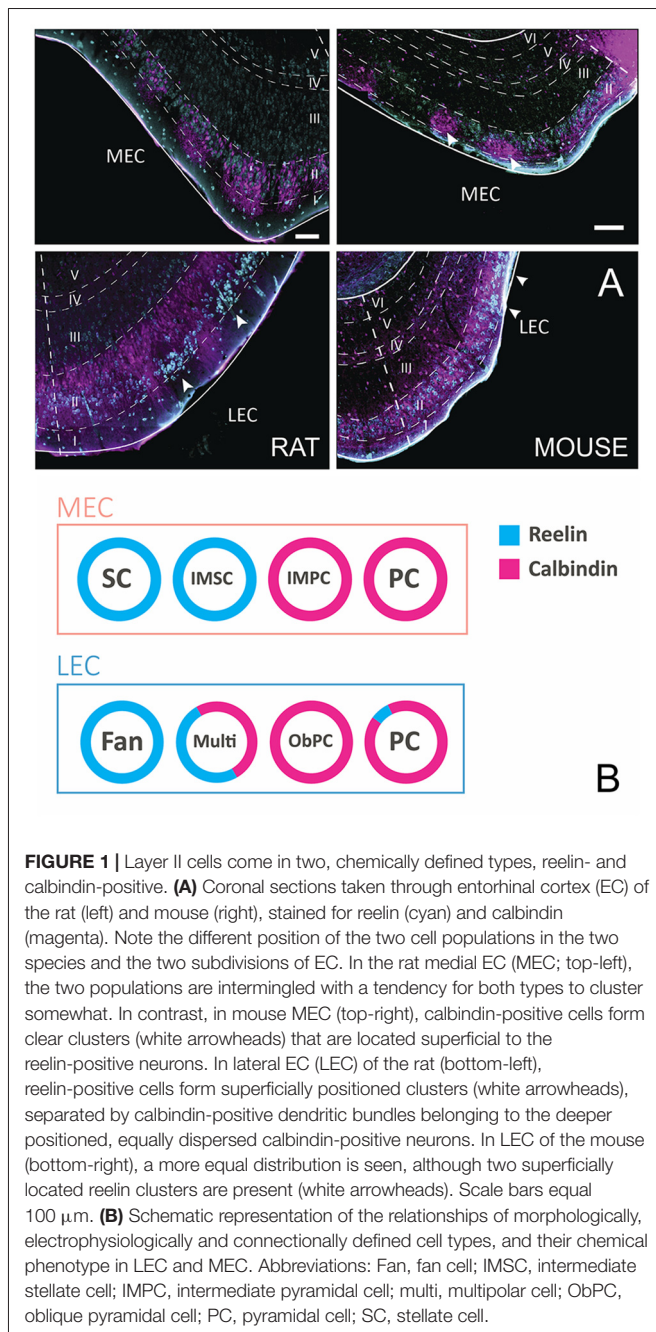 VI
V
V
IV
IV
III
III
II
II
I
MEC
MEC
A
V
VI
IV
V
III
IV
III
II
II
I
I
LEC
LEC
RAT
MOUSE
MEC
SC
IMSC
IMPC
PC
Reelin
Calbindin
LEC
Fan
Multi
ObPC
PC
B
FIGURE 1 | Layer II cells come in two, chemically defined types, reelin- and
calbindin-positive. (A) Coronal sections taken through entorhinal cortex (EC) of
the rat (left) and mouse (right), stained for reelin (cyan) and calbindin
(magenta). Note the different position of the two cell populations in the two
species and the two subdivisions of EC. In the rat medial EC (MEC; top-left),
the two populations are intermingled with a tendency for both types to cluster
somewhat. In contrast, in mouse MEC (top-right), calbindin-positive cells form
clear clusters (white arrowheads) that are located superficial to the
reelin-positive neurons. In lateral EC (LEC) of the rat (bottom-left),
reelin-positive cells form superficially positioned clusters (white arrowheads),
separated by calbindin-positive dendritic bundles belonging to the deeper
positioned, equally dispersed calbindin-positive neurons. In LEC of the mouse
(bottom-right), a more equal distribution is seen, although two superficially
located reelin clusters are present (white arrowheads). Scale bars equal
100 μm. (B) Schematic representation of the relationships of morphologically,
electrophysiologically and connectionally defined cell types, and their chemical
phenotype in LEC and MEC. Abbreviations: Fan, fan cell; IMSC, intermediate
stellate cell; IMPC, intermediate pyramidal cell; multi, multipolar cell; ObPC,
oblique pyramidal cell; PC, pyramidal cell; SC, stellate cell.